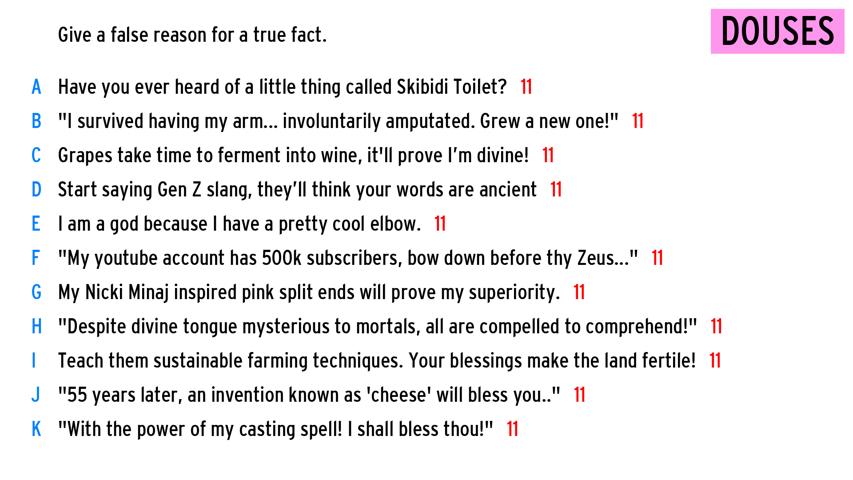 Give a false reason for a true fact.
DOUSES
A Have you ever heard of a little thing called Skibidi Toilet? 11
B "I survived having my arm... involuntarily amputated. Grew a new one!" 11
C Grapes take time to ferment into wine, it'll prove I'm divine! 11
D Start saying Gen Z slang, they'll think your words are ancient 11
E I am a god because I have a pretty cool elbow. 11
F "My youtube account has 500k subscribers, bow down before thy Zeus..." 11
G My Nicki Minaj inspired pink split ends will prove my superiority. 11
H "Despite divine tongue mysterious to mortals, all are compelled to comprehend!" 11
I Teach them sustainable farming techniques. Your blessings make the land fertile! 11
J "55 years later, an invention known as 'cheese' will bless you.." 11
K "With the power of my casting spell! I shall bless thou!" 11